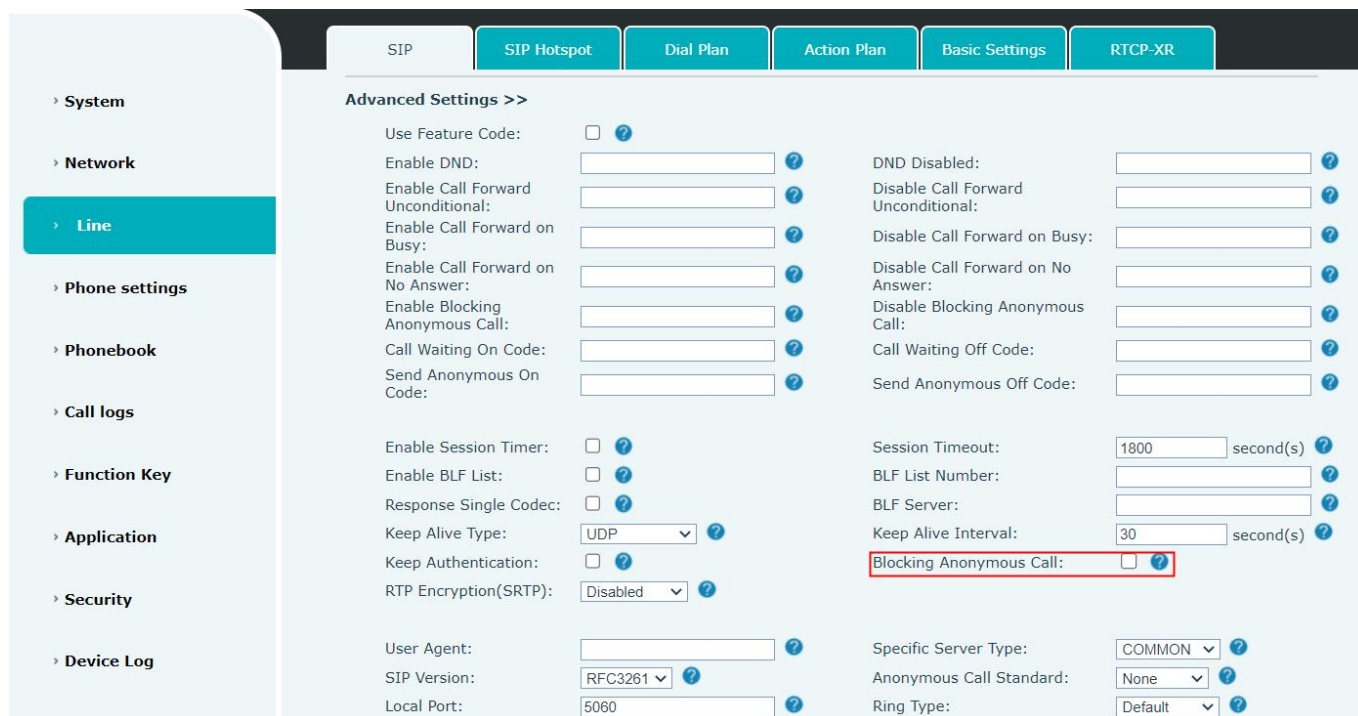 SIP
SIP Hotspot
Dial Plan
Action Plan
Basic Settings
RTCP-XR
› System
› Network
› Line
› Phone settings
› Phonebook
› Call logs
› Function Key
› Application
› Security
› Device Log
Advanced Settings >>
Use Feature Code: ?
Enable DND: ? DND Disabled: ?
Enable Call Forward
Unconditional: ? Disable Call Forward
Unconditional: ?
Enable Call Forward on
Busy: ? Disable Call Forward on Busy: ?
Enable Call Forward on
No Answer: ? Disable Call Forward on No
Answer: ?
Enable Blocking
Anonymous Call: ? Disable Blocking Anonymous
Call: ?
Call Waiting On Code: ? Call Waiting Off Code: ?
Send Anonymous On
Code: ? Send Anonymous Off Code: ?
Enable Session Timer: ? Session Timeout: 1800 second(s) ?
Enable BLF List: ? BLF List Number: ?
Response Single Codec: ? BLF Server: ?
Keep Alive Type: UDP ? Keep Alive Interval: 30 second(s) ?
Keep Authentication: ? Blocking Anonymous Call: ?
RTP Encryption(SRTP): Disabled ?
User Agent: ? Specific Server Type: COMMON ?
SIP Version: RFC3261 ? Anonymous Call Standard: None ?
Local Port: 5060 ? Ring Type: Default ?